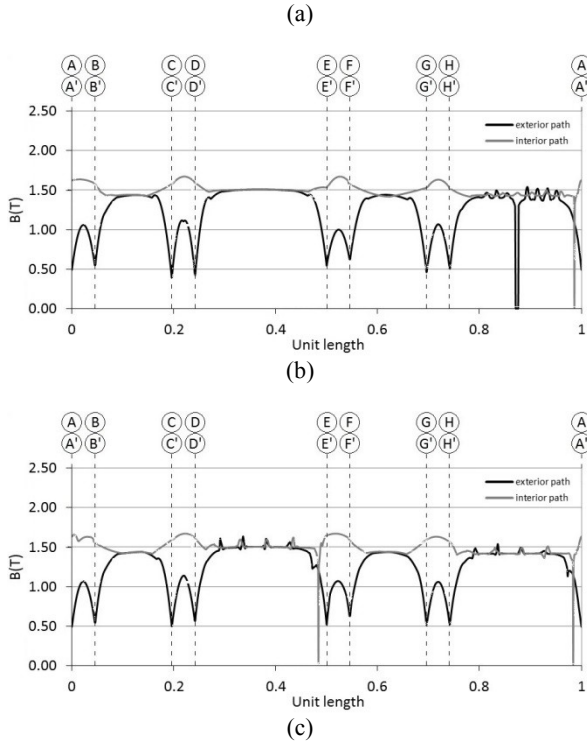 (a)
A B C D E F G H A
A' B' C' D' E' F' G' H' A'
2.50
2.00
1.50
1.00
0.50
0.00
B(T)
exterior path
interior path
0 0.2 0.4 0.6 0.8 1
Unit length
(b)
A B C D E F G H A
A' B' C' D' E' F' G' H' A'
2.50
2.00
1.50
1.00
0.50
0.00
B(T)
exterior path
interior path
0 0.2 0.4 0.6 0.8 1
Unit length
(c)